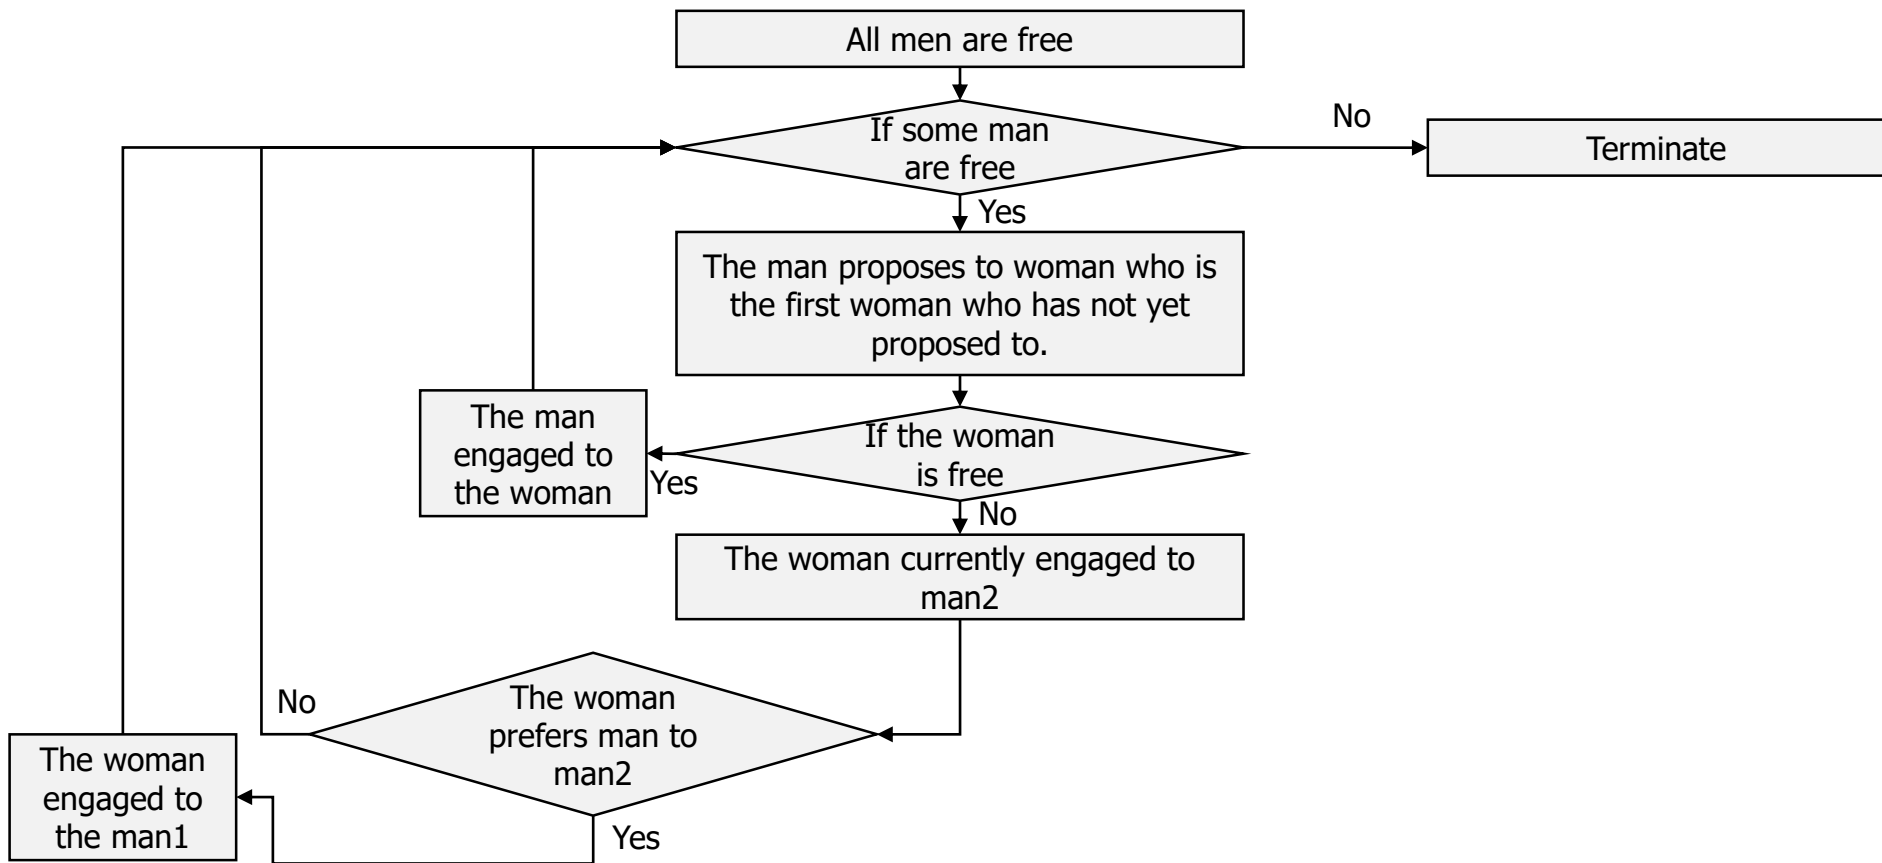 All men are free
If some man
are free
No
Terminate
Yes
The man proposes to woman who is
the first woman who has not yet
proposed to.
The man
engaged to
the woman
Yes
If the woman
is free
No
The woman currently engaged to
man2
No
The woman
prefers man to
man2
Yes
The woman
engaged to
the man1